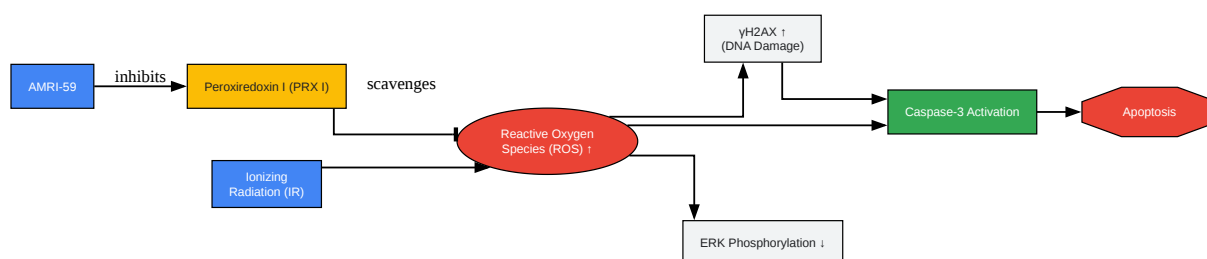 AMRI-59
inhibits
Peroxiredoxin I (PRX I)
scavenges
Ionizing
Radiation (IR)
Reactive Oxygen
Species (ROS) ↑
γH2AX ↑
(DNA Damage)
ERK Phosphorylation ↓
Caspase-3 Activation
Apoptosis